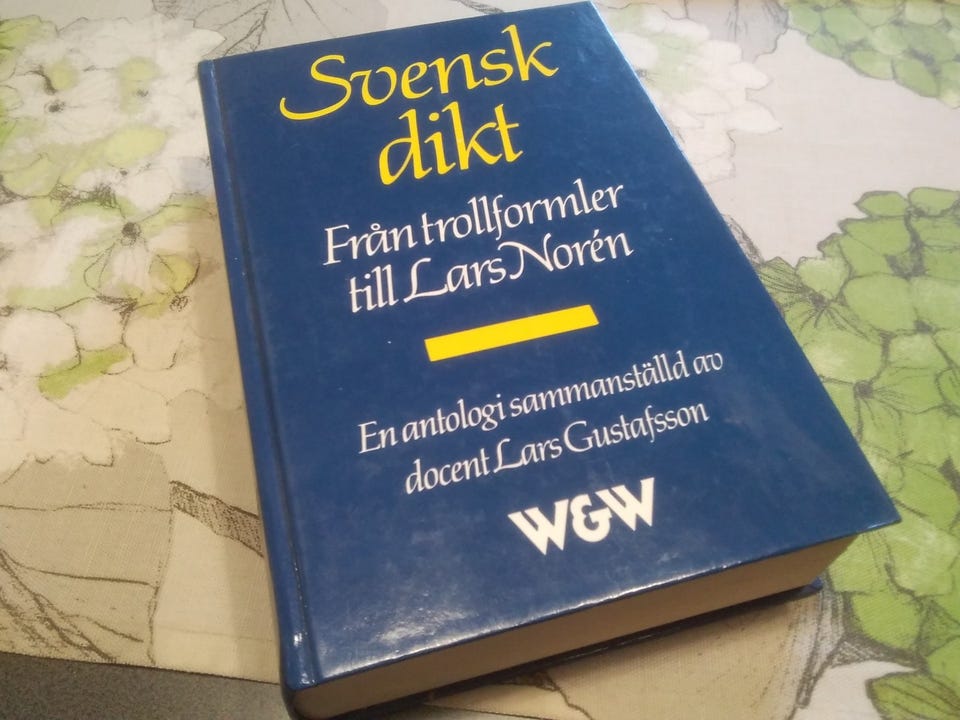 Svensk
dikt
Från trollformler
till Lars Norén
En antologi sammanställd av
docent Lars Gustafsson
W&W